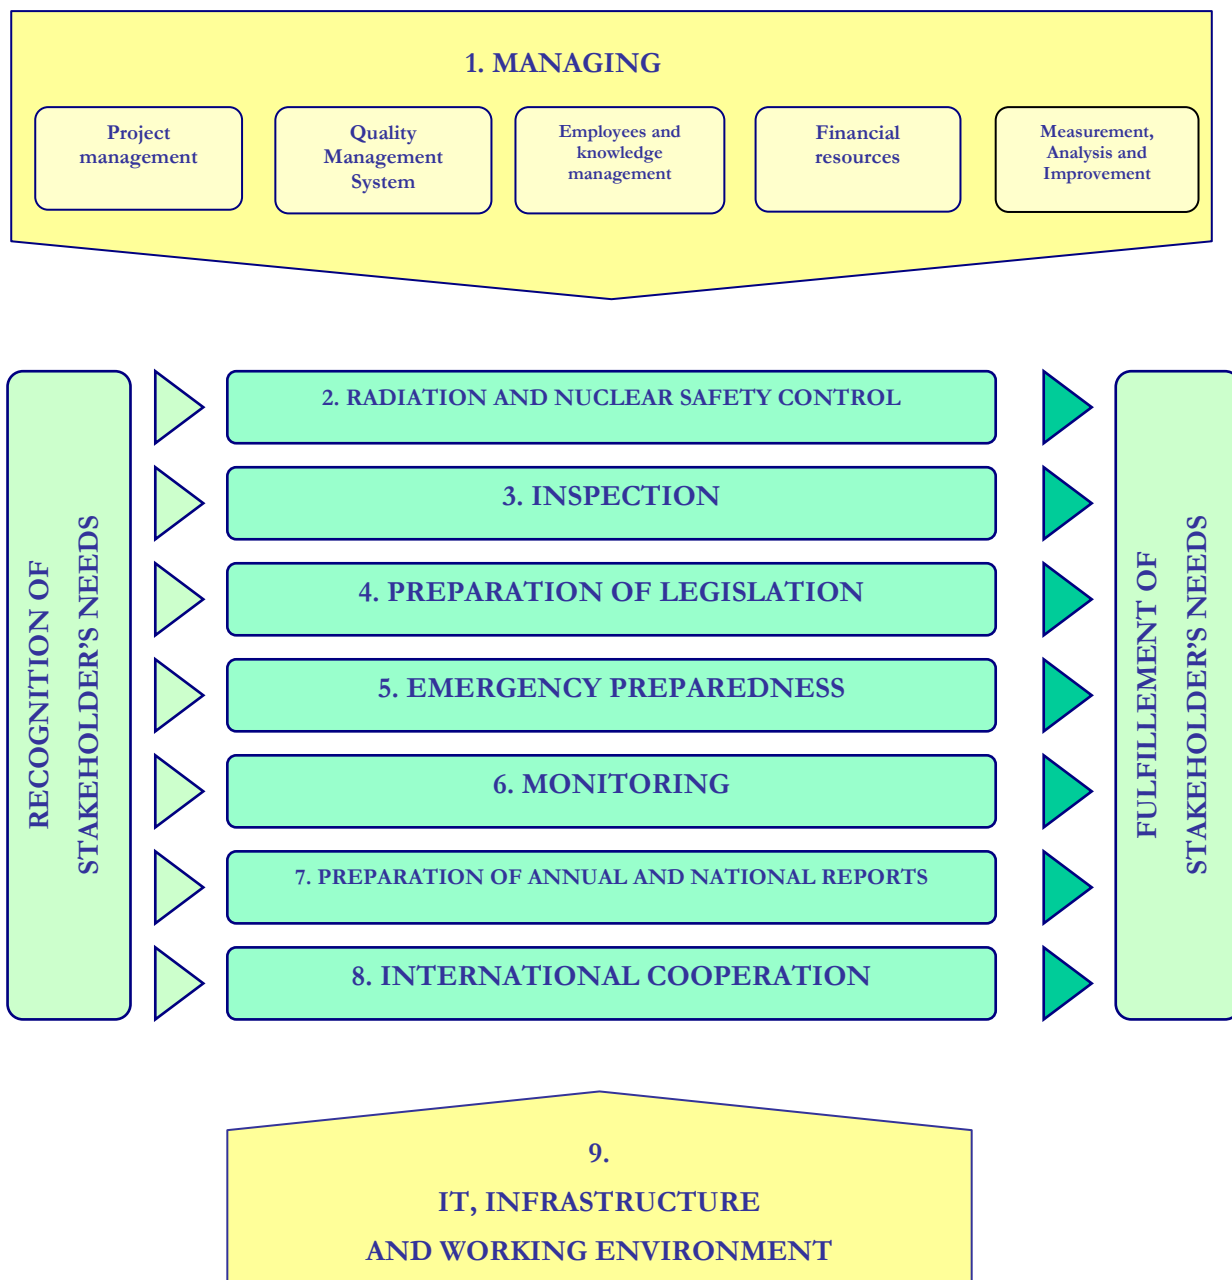 1. MANAGING
Project
management
Quality
Management
System
Employees and
knowledge
management
Financial
resources
Measurement,
Analysis and
Improvement
RECOGNITION OF
STAKEHOLDER'S NEEDS
2. RADIATION AND NUCLEAR SAFETY CONTROL
3. INSPECTION
4. PREPARATION OF LEGISLATION
5. EMERGENCY PREPAREDNESS
6. MONITORING
7. PREPARATION OF ANNUAL AND NATIONAL REPORTS
8. INTERNATIONAL COOPERATION
FULFILLEMENT OF
STAKEHOLDER'S NEEDS
9.
IT, INFRASTRUCTURE
AND WORKING ENVIRONMENT